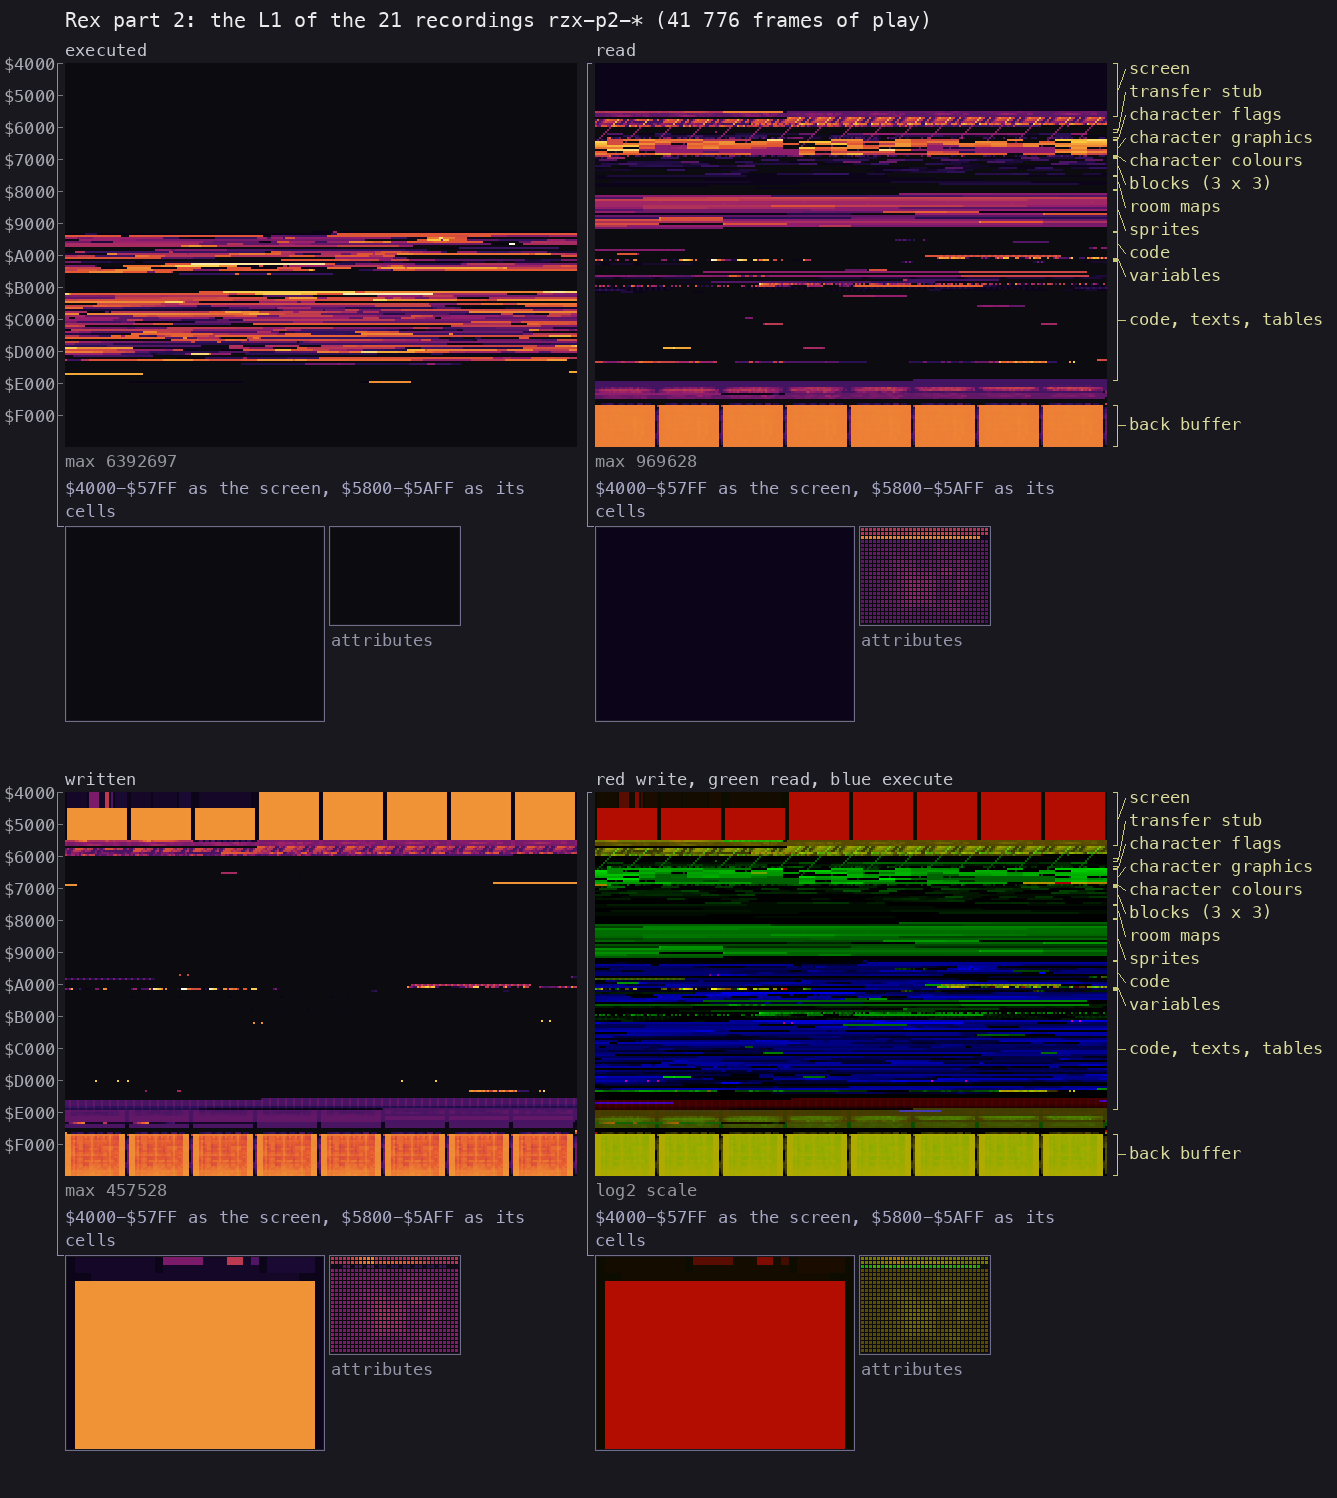 Rex part 2: the L1 of the 21 recordings rzx-p2-* (41 776 frames of play)
executed
read
$4000
$5000
$6000
$7000
$8000
$9000
$A000
$B000
$C000
$D000
$E000
$F000
screen
transfer stub
character flags
character graphics
character colours
blocks (3 x 3)
room maps
sprites
code
variables
code, texts, tables
back buffer
max 6392697
max 969628
$4000-$57FF as the screen, $5800-$5AFF as its
cells
$4000-$57FF as the screen, $5800-$5AFF as its
cells
attributes
attributes
written
red write, green read, blue execute
$4000
$5000
$6000
$7000
$8000
$9000
$A000
$B000
$C000
$D000
$E000
$F000
screen
transfer stub
character flags
character graphics
character colours
blocks (3 x 3)
room maps
sprites
code
variables
code, texts, tables
back buffer
max 457528
log2 scale
$4000-$57FF as the screen, $5800-$5AFF as its
cells
$4000-$57FF as the screen, $5800-$5AFF as its
cells
attributes
attributes